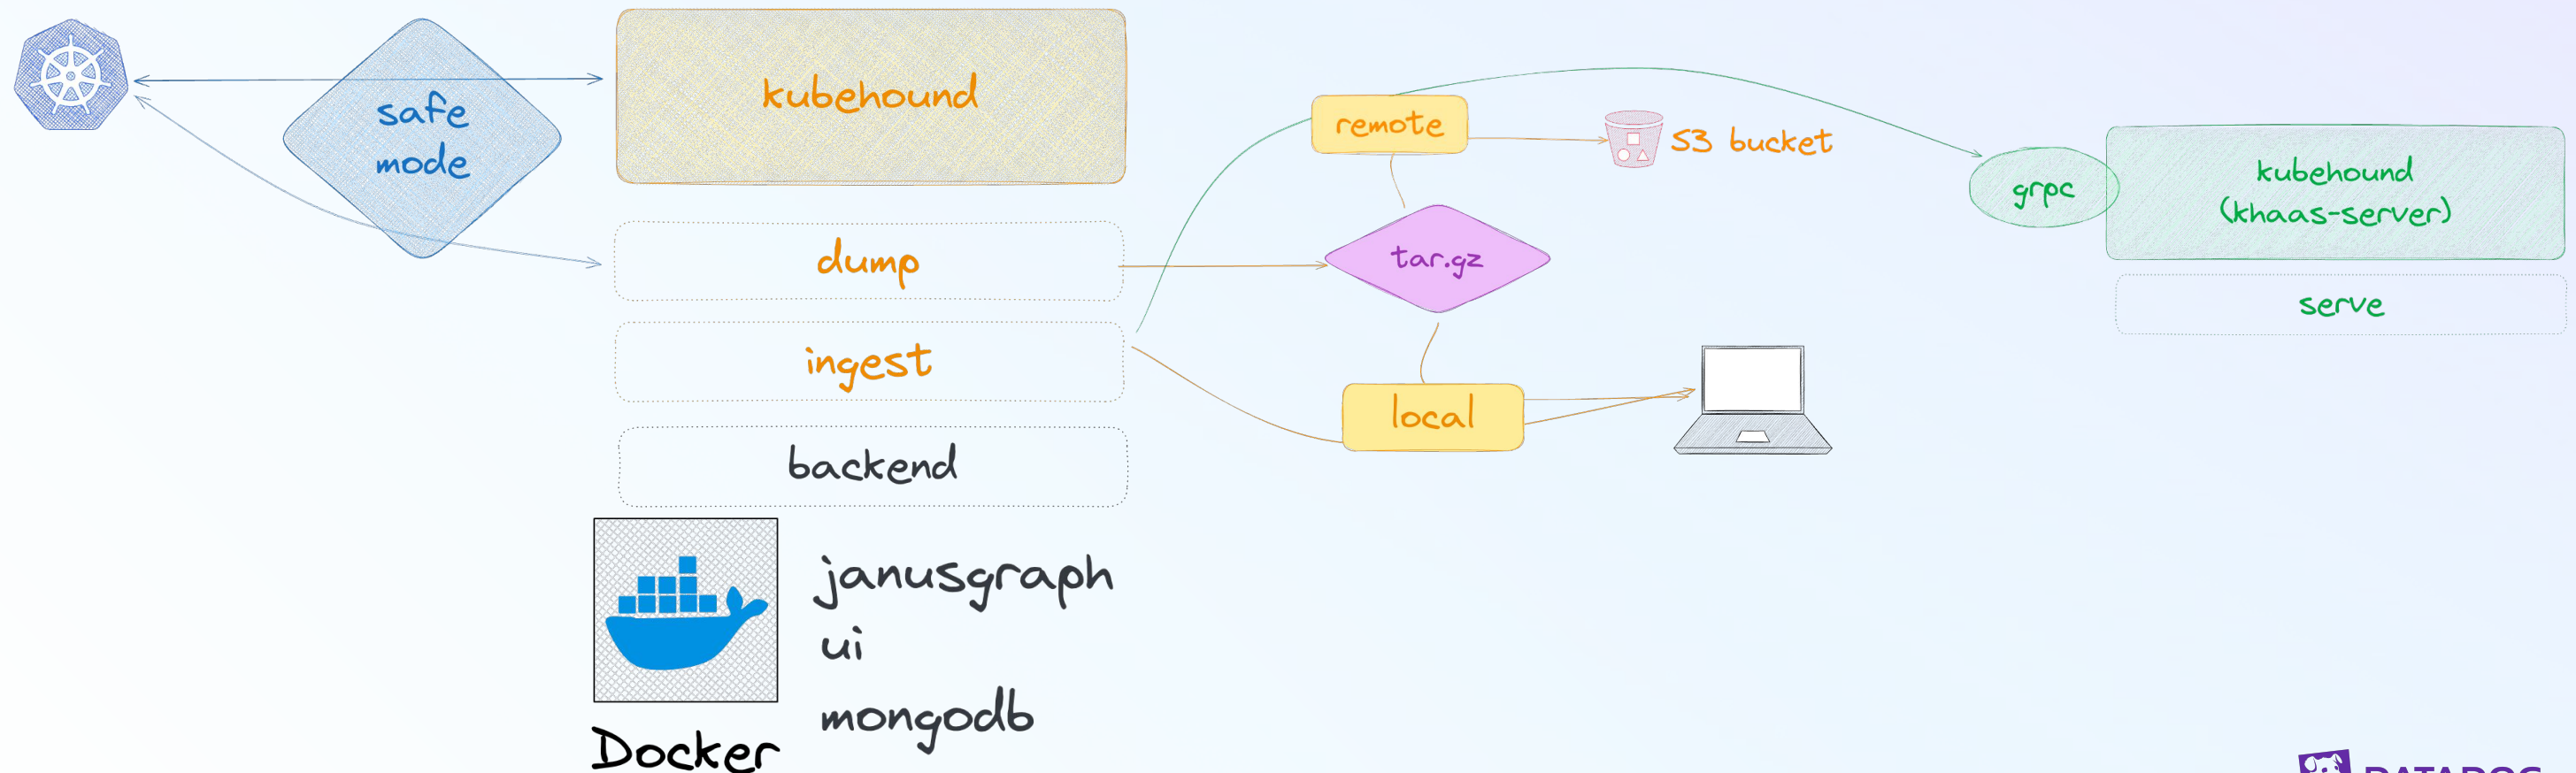 safe
mode
kubehound
dump
ingest
backend
janusgraph
ui
mongodb
Docker
remote
S3 bucket
tar.gz
local
grpc
kubehound
(khaas-server)
serve
DATADOG